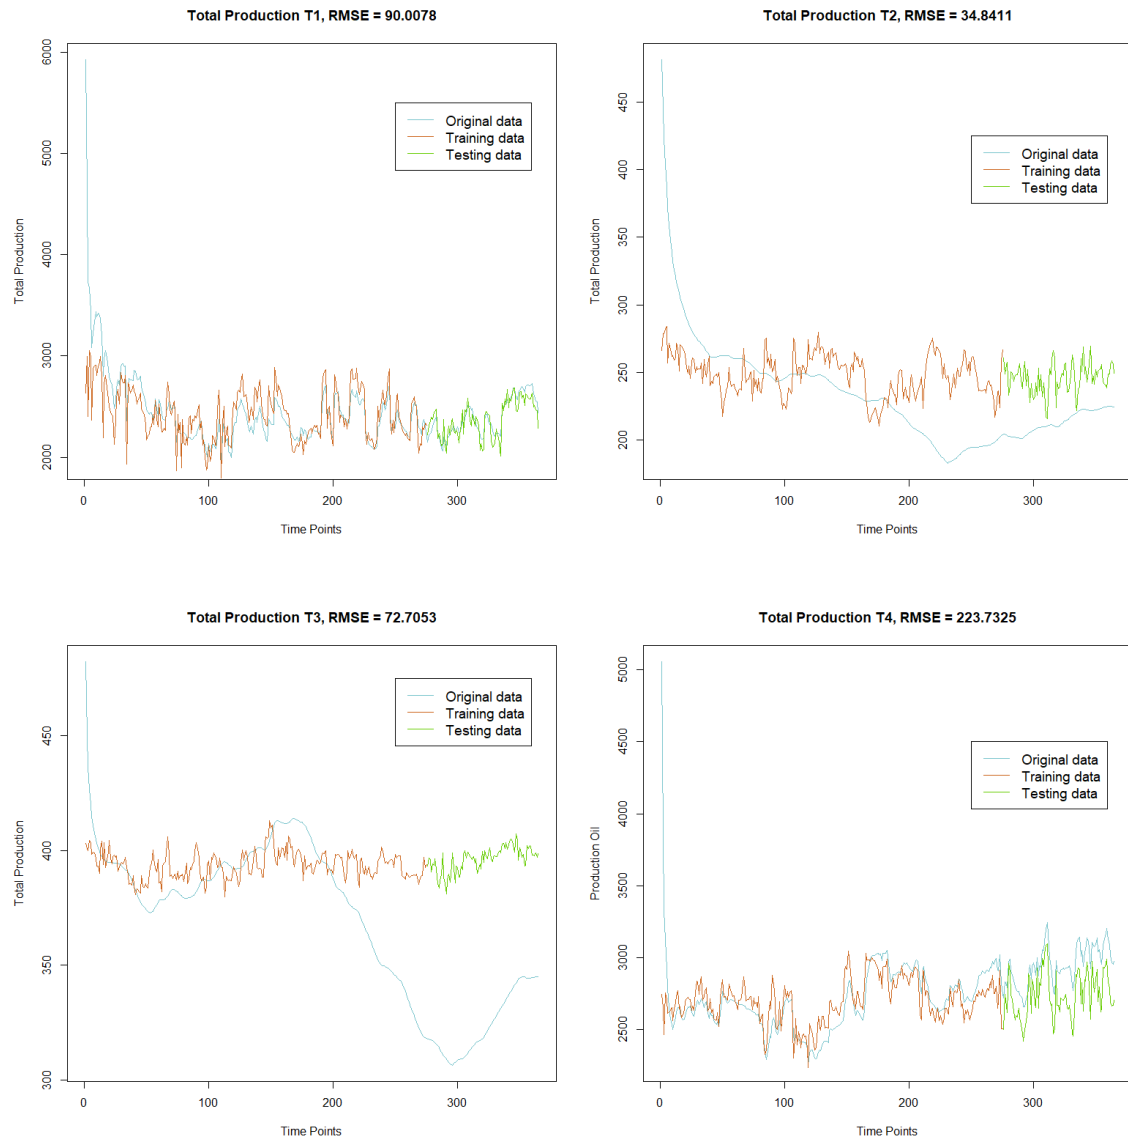 Total Production T1, RMSE = 90.0078
Total Production
6000
5000
4000
3000
2000
Original data
Training data
Testing data
0
100
200
300
Time Points
Total Production T2, RMSE = 34.8411
Total Production
450
400
350
300
250
200
Original data
Training data
Testing data
0
100
200
300
Time Points
Total Production T3, RMSE = 72.7053
Total Production
450
400
350
300
Original data
Training data
Testing data
0
100
200
300
Time Points
Total Production T4, RMSE = 223.7325
Production Oil
5000
4500
4000
3500
3000
2500
Original data
Training data
Testing data
0
100
200
300
Time Points